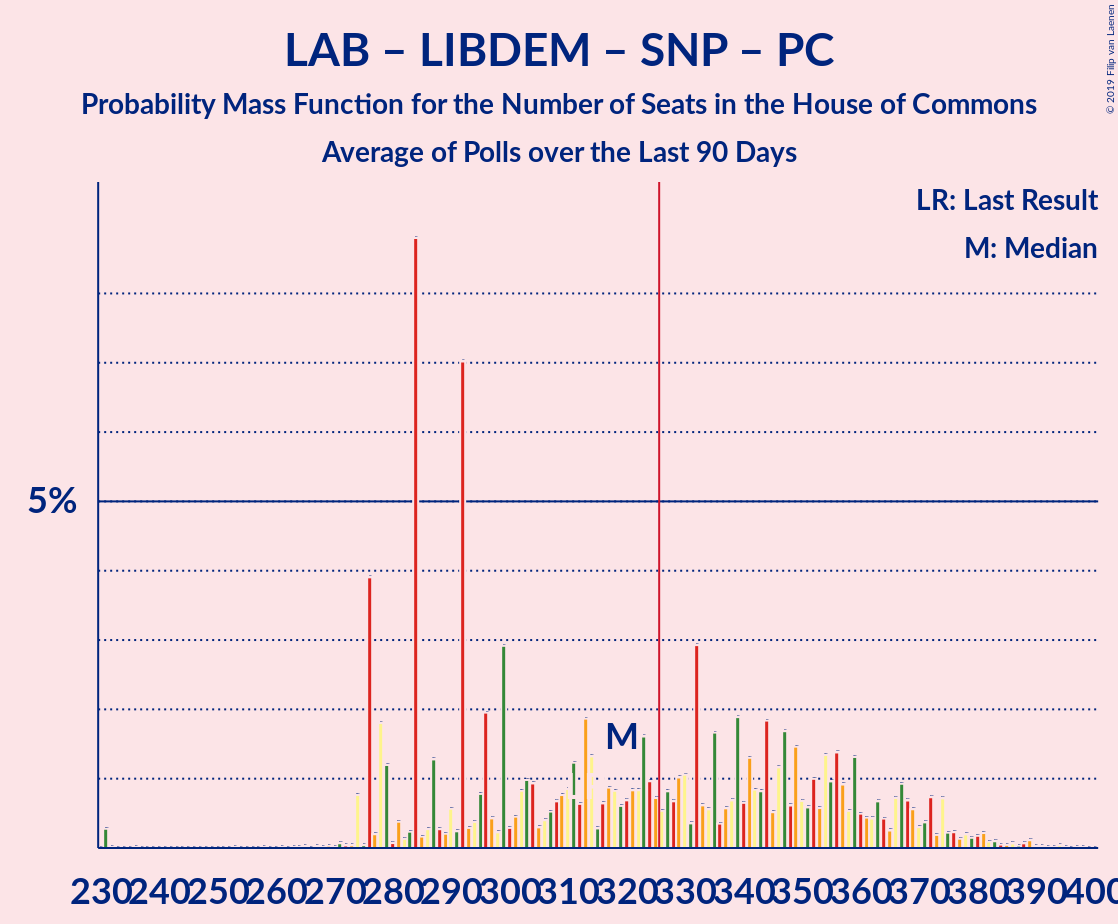 LAB – LIBDEM – SNP – PC
Probability Mass Function for the Number of Seats in the House of Commons
Average of Polls over the Last 90 Days
© 2019 Filip van Laenen
LR: Last Result
M: Median
5%
M
230 240 250 260 270 280 290 300 310 320 330 340 350 360 370 380 390 400